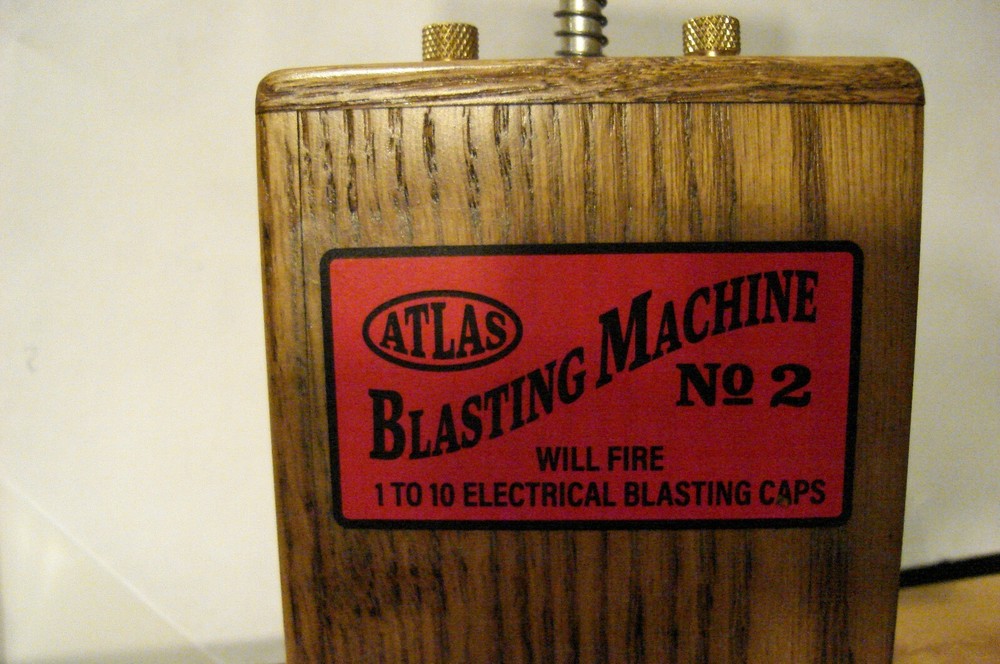 ATLAS
BLASTING MACHINE
No 2
WILL FIRE
1 TO 10 ELECTRICAL BLASTING CAPS